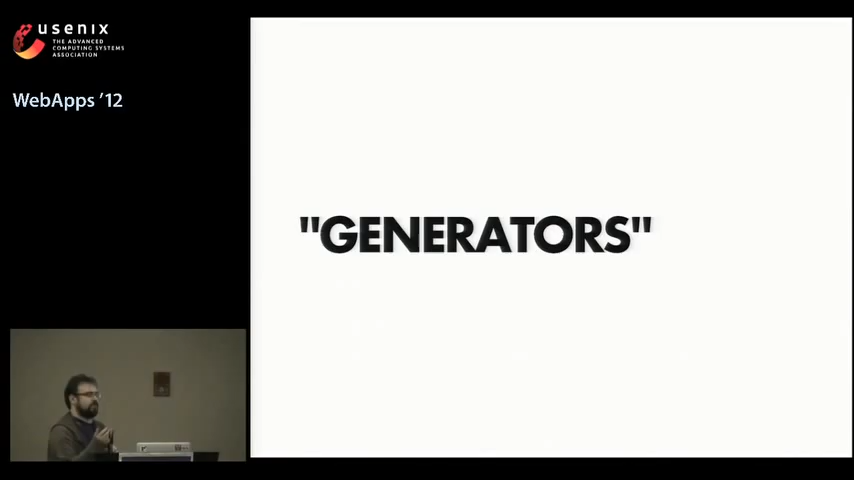 usenix
THE ADVANCED
COMPUTING SYSTEMS
ASSOCIATION
WebApps ’12
"GENERATORS"